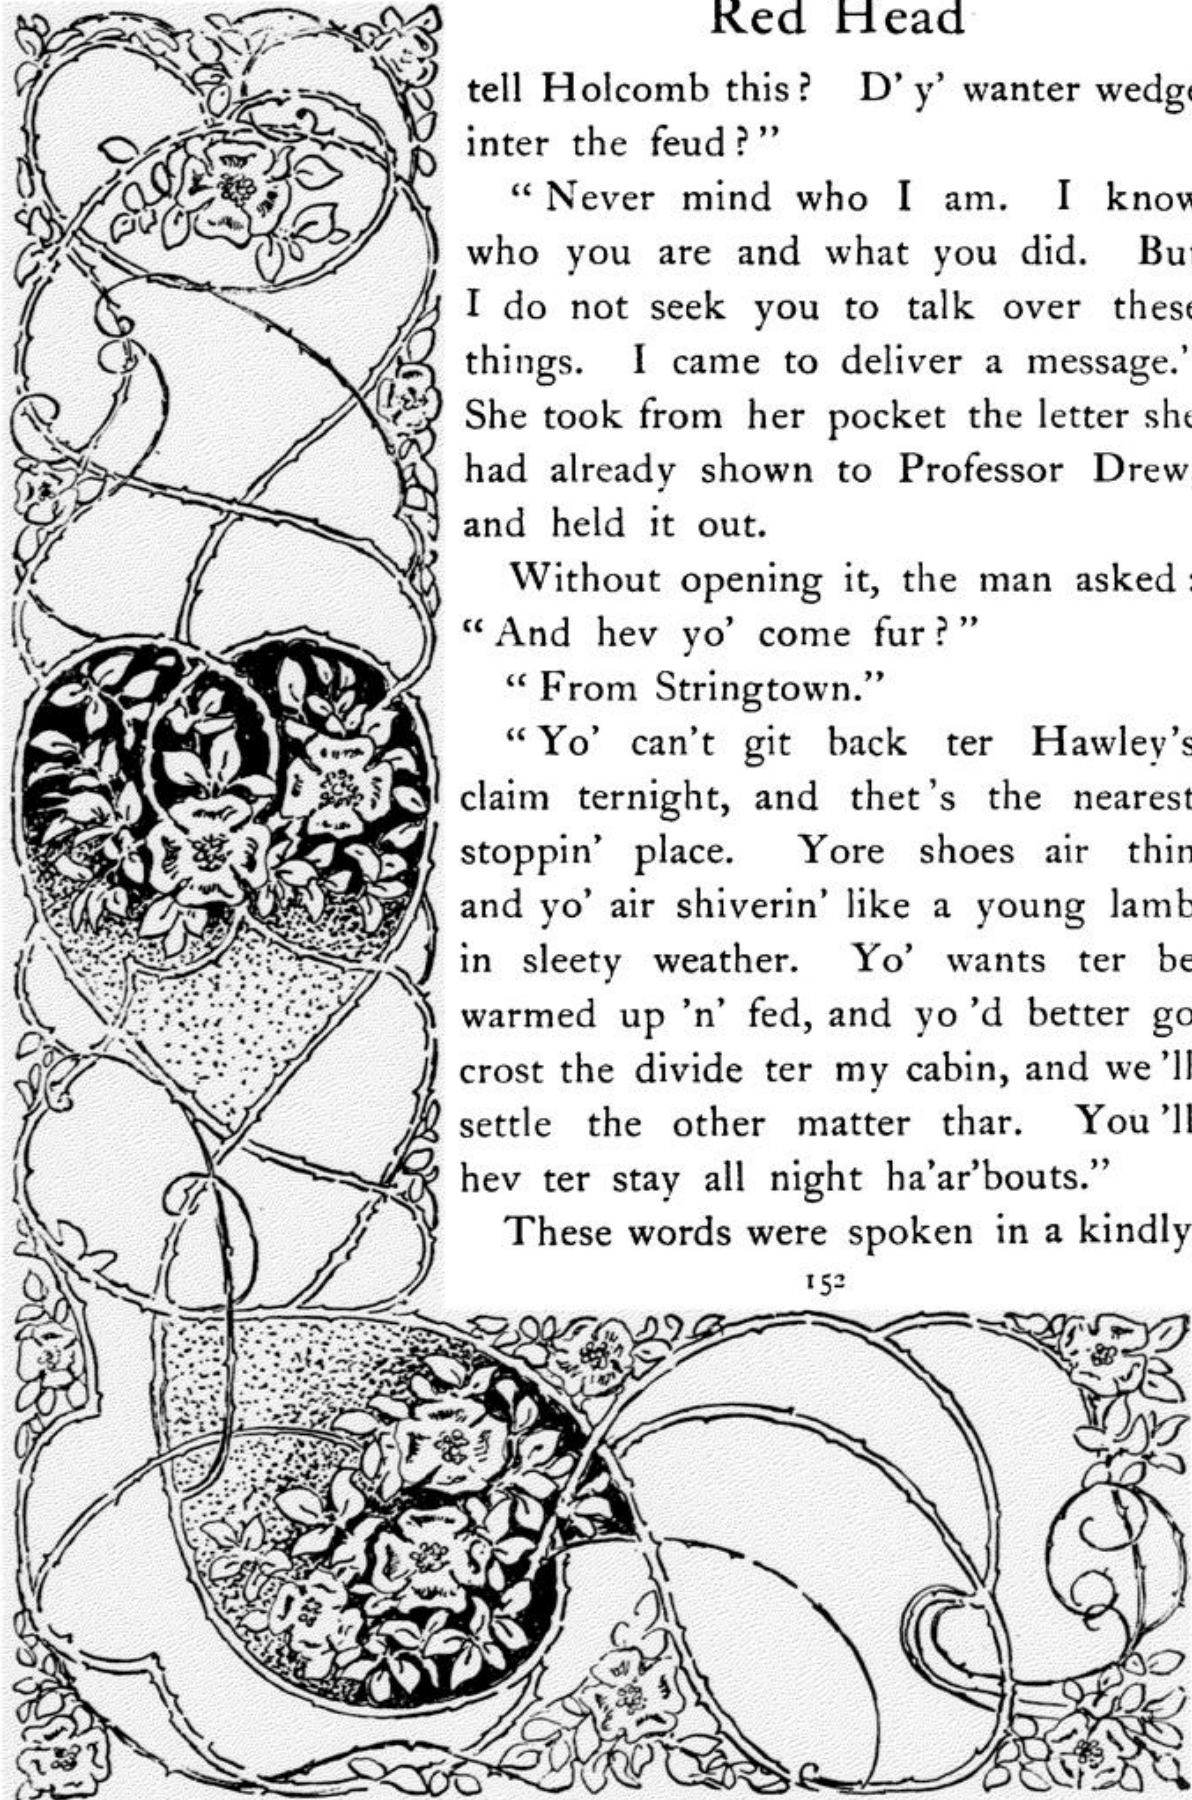 Red Head
tell Holcomb this? D' y' wanter wedge
inter the feud?"
"Never mind who I am. I know
who you are and what you did. But
I do not seek you to talk over these
things. I came to deliver a message."
She took from her pocket the letter she
had already shown to Professor Drew,
and held it out.
Without opening it, the man asked:
"And hev yo' come fur?"
"From Stringtown."
"Yo' can't git back ter Hawley's
claim ternight, and thet's the nearest
stoppin' place. Yore shoes air thin
and yo' air shiverin' like a young lamb
in sleety weather. Yo' wants ter be
warmed up 'n' fed, and yo'd better go
crost the divide ter my cabin, and we'll
settle the other matter thar. You'll
hev ter stay all night ha'ar'bouts."
These words were spoken in a kindly
152